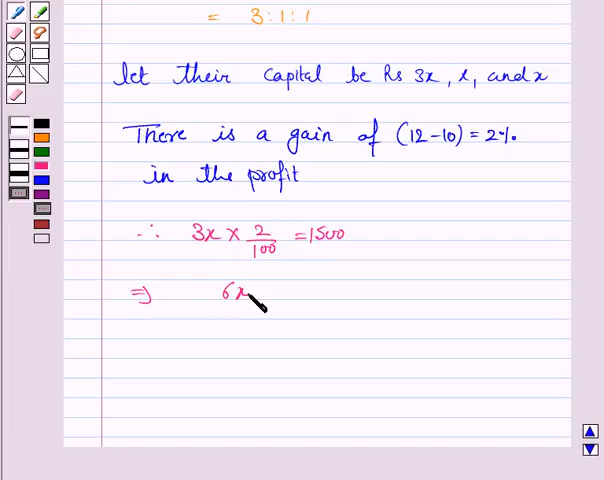 = 3:1:1
let their capital be Rs 3x, x, and x
There is a gain of (12-10) = 2%
in the profit
∴ 3x × 2/100 = 1500
⇒ 6x